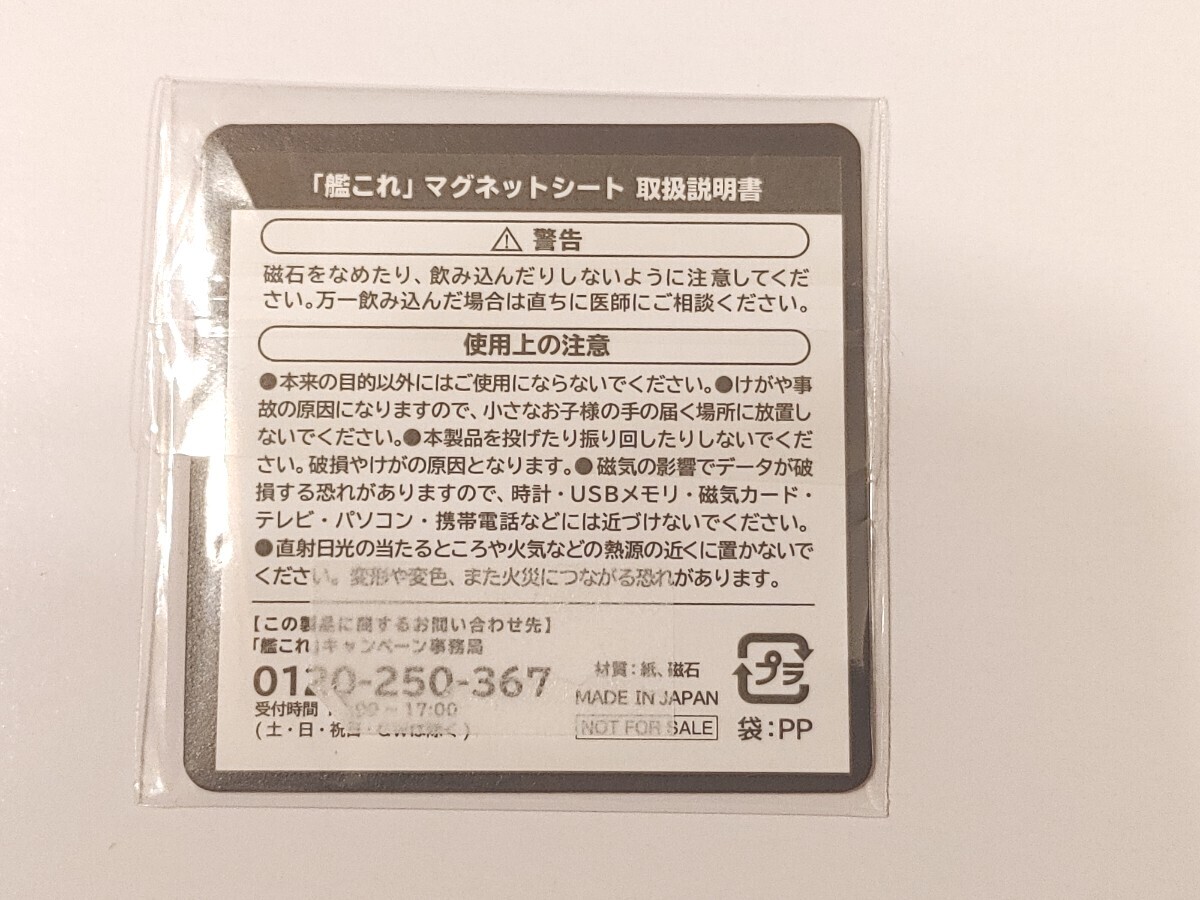 「艦これ」マグネットシート 取扱説明書
⚠ 警告
磁石をなめたり、飲み込んだりしないように注意してくだ
さい。万一飲み込んだ場合は直ちに医師にご相談ください。
使用上の注意
●本来の目的以外にはご使用にならないでください。●けがや事
故の原因になりますので、小さなお子様の手の届く場所に放置し
ないでください。●本製品を投げたり振り回したりしないでくだ
さい。破損やけがの原因となります。●磁気の影響でデータが破
損する恐れがありますので、時計・USBメモリ・磁気カード・
テレビ・パソコン・携帯電話などには近づけないでください。
●直射日光の当たるところや火気などの熱源の近くに置かないで
ください。変形や変色、また火災につながる恐れがあります。
【この製品に関するお問い合わせ先】
「艦これ」キャンペーン事務局
0120-250-367
受付時間 :00～17:00
(土・日・祝日・GWは除く)
材質：紙、磁石
MADE IN JAPAN
NOT FOR SALE
プラ
袋：PP